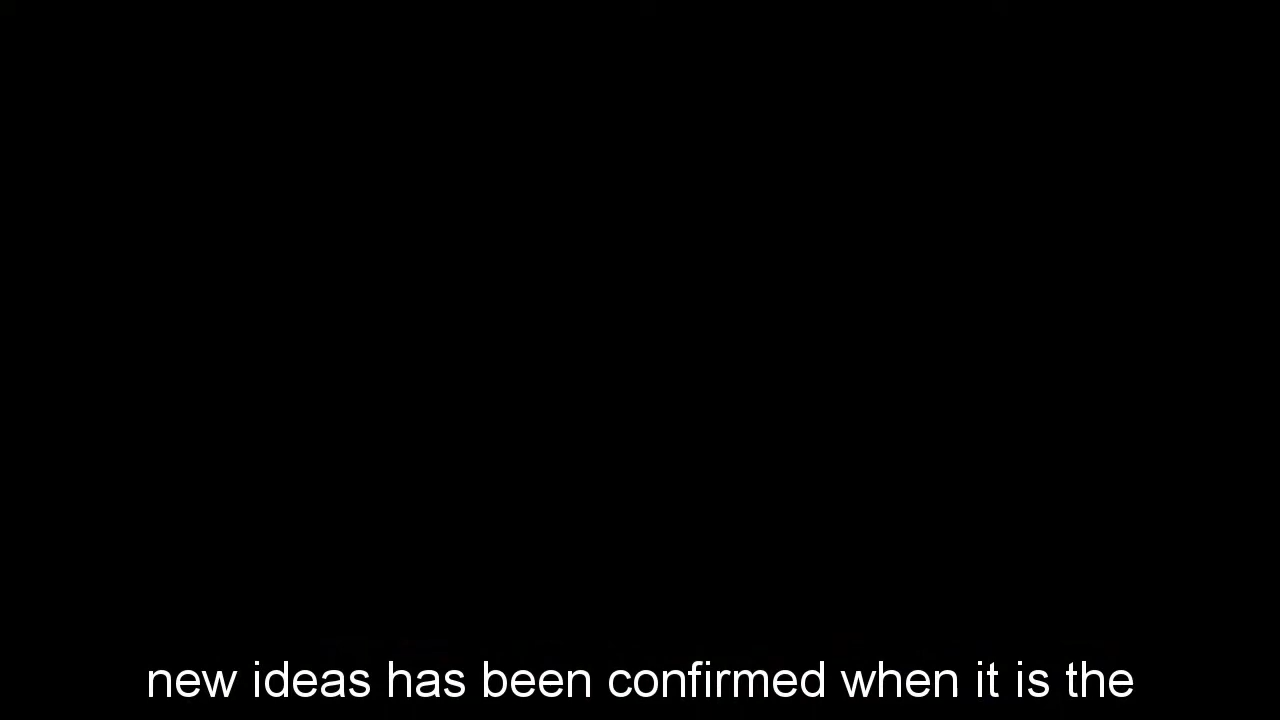 new ideas has been confirmed when it is the